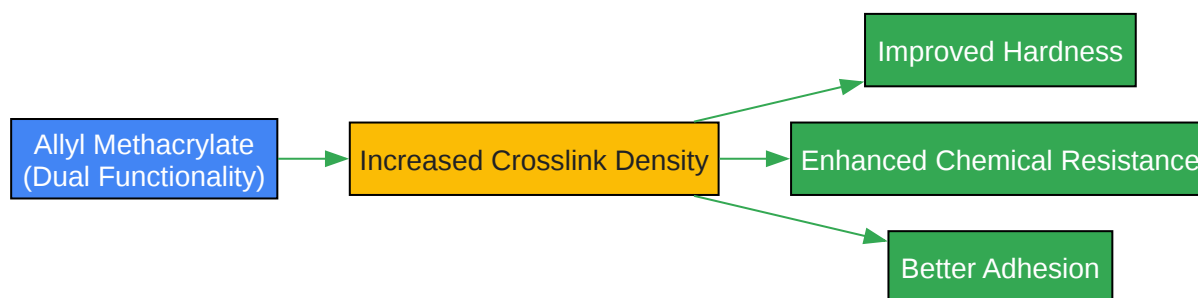 Allyl Methacrylate
(Dual Functionality)
Increased Crosslink Density
Improved Hardness
Enhanced Chemical Resistance
Better Adhesion